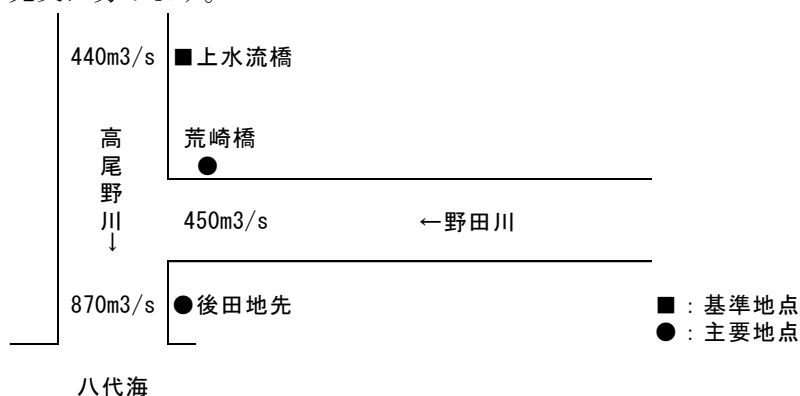 440m3/s ■上水流橋
荒崎橋
●
高尾野川↓
450m3/s ←野田川
870m3/s ●後田地先
■：基準地点
●：主要地点
八代海